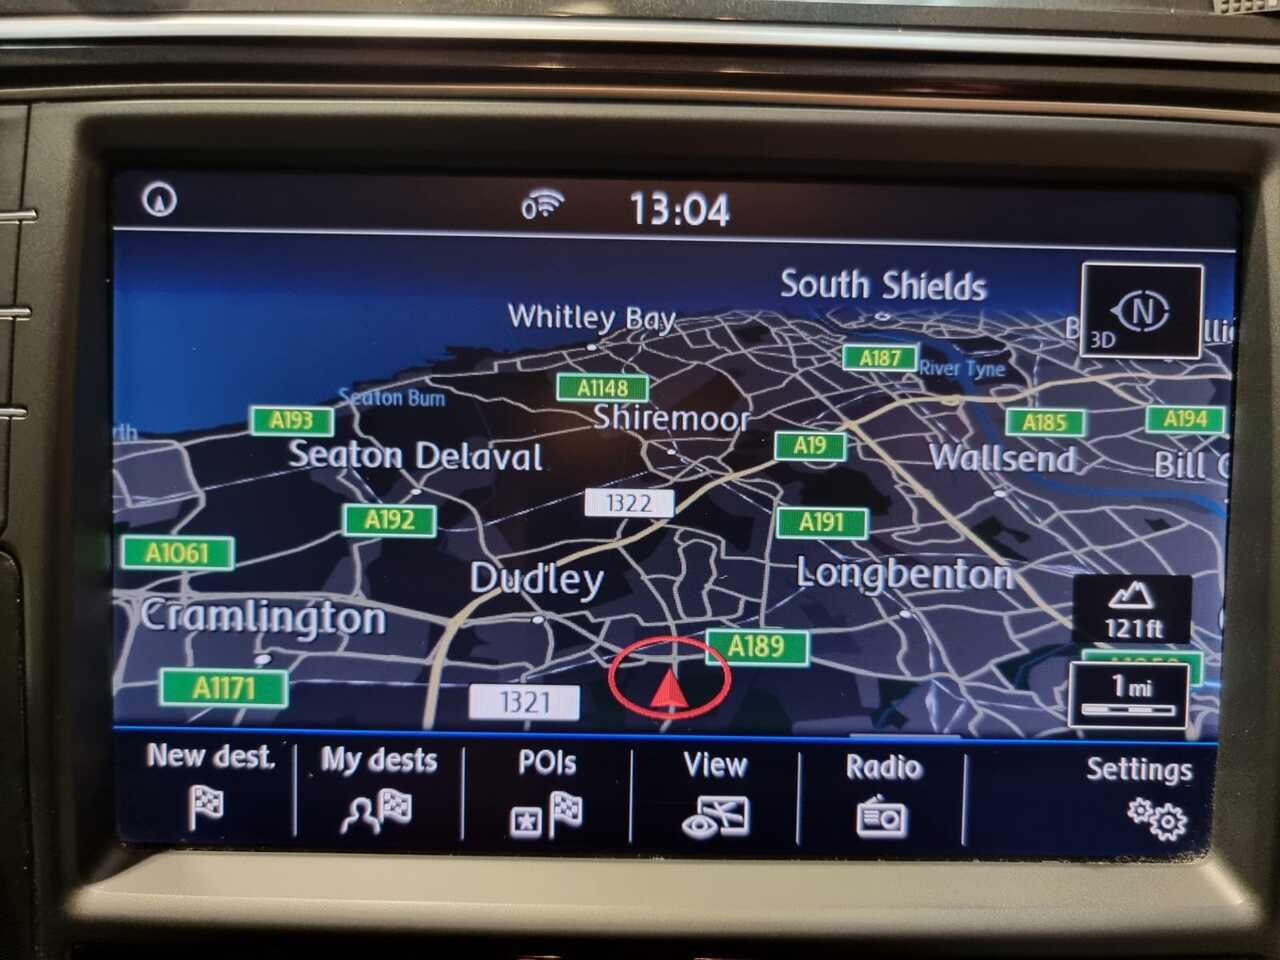 0
13:04
South Shields
Whitley Bay
N
3D
A187
River Tyne
A1148
Seaton Burn
A193
Shiremoor
A185
A194
A19
Seaton Delaval
Wallsend
Bill
1322
A192
A191
A1061
Dudley
Longbenton
Cramlington
121ft
A189
A1171
1321
1 mi
New dest.
My dests
POIs
View
Radio
Settings